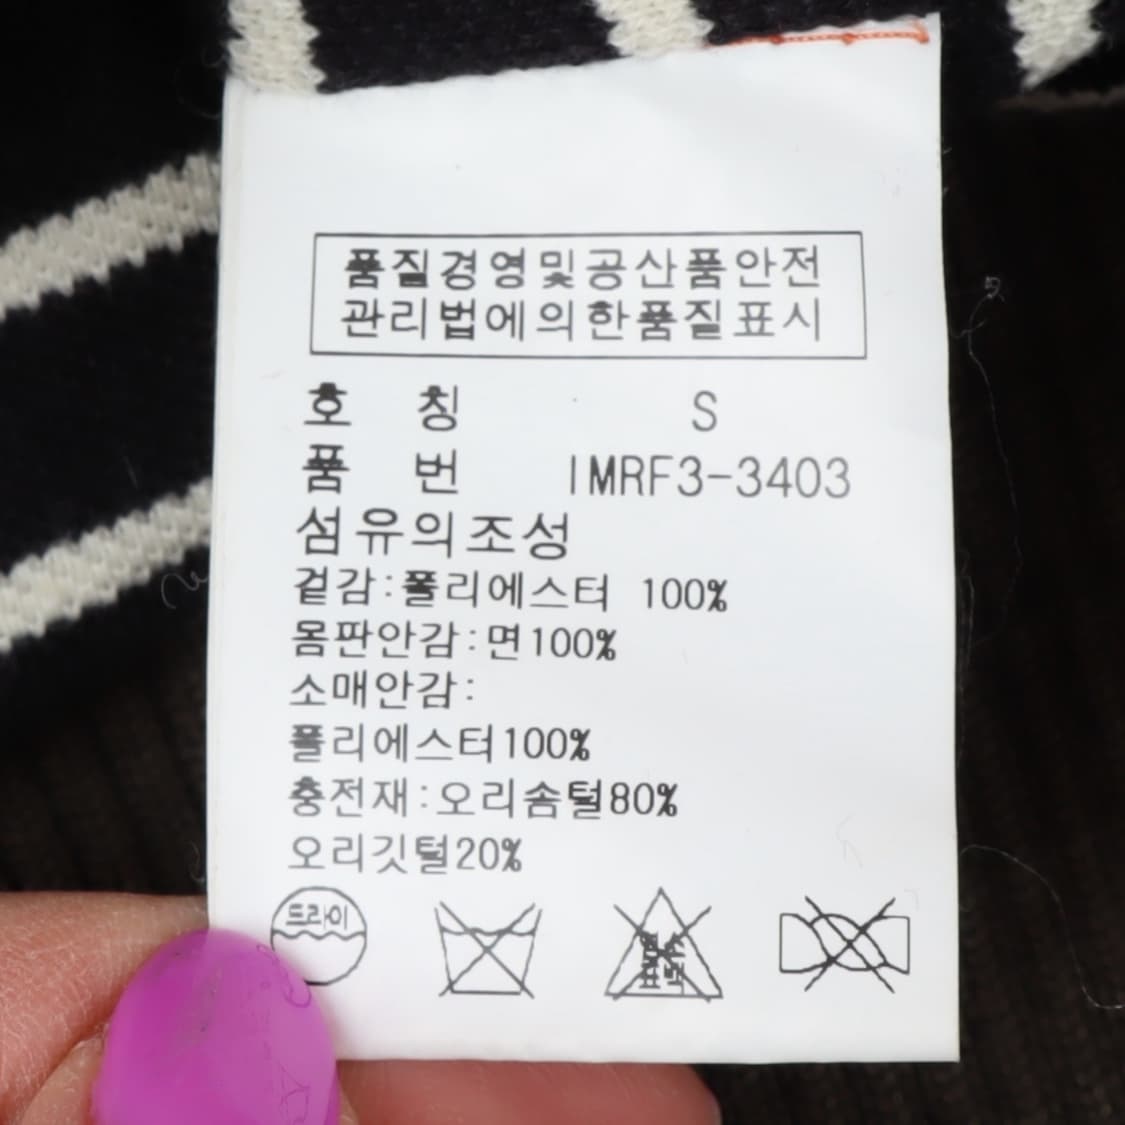 품질경영및공산품안전
관리법에의한품질표시
호 칭 S
품 번 IMRF3-3403
섬유의조성
겉감:폴리에스터 100%
몸판안감:면100%
소매안감:
폴리에스터100%
충전재:오리솜털80%
오리깃털20%
드라이